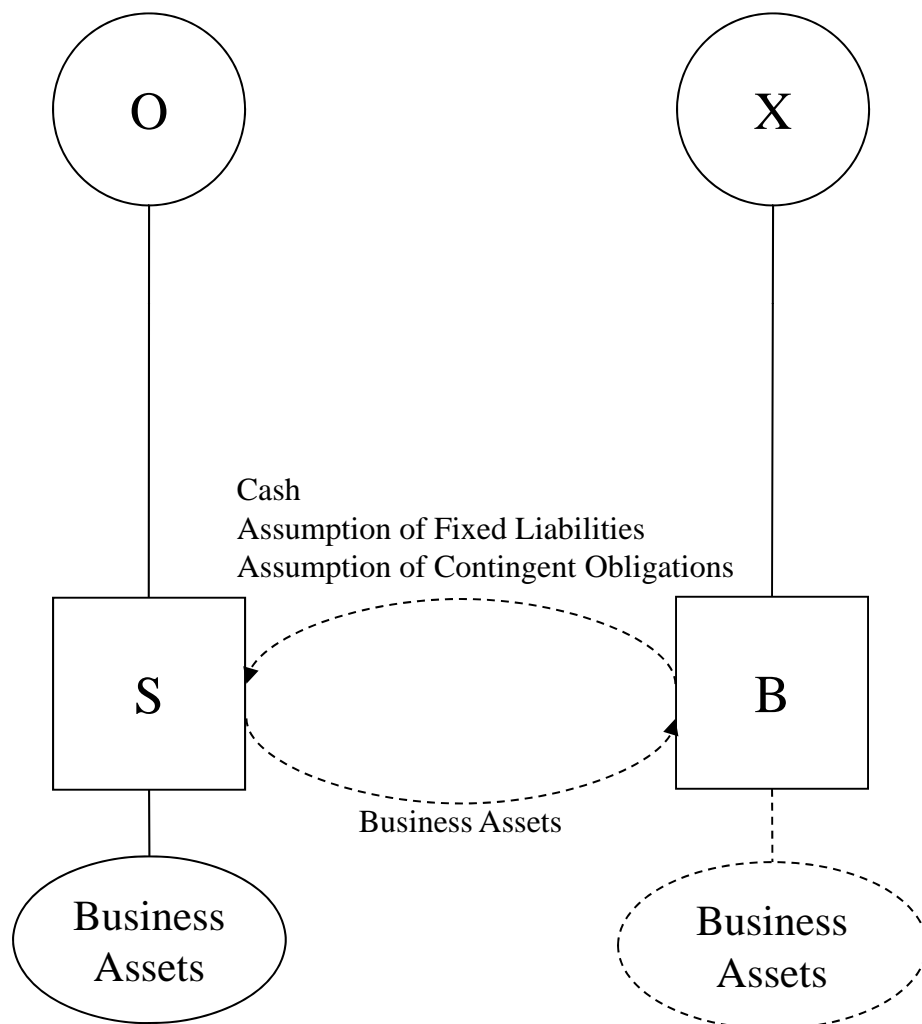 O
X
Cash
Assumption of Fixed Liabilities
Assumption of Contingent Obligations
S
B
Business Assets
Business
Assets
Business
Assets